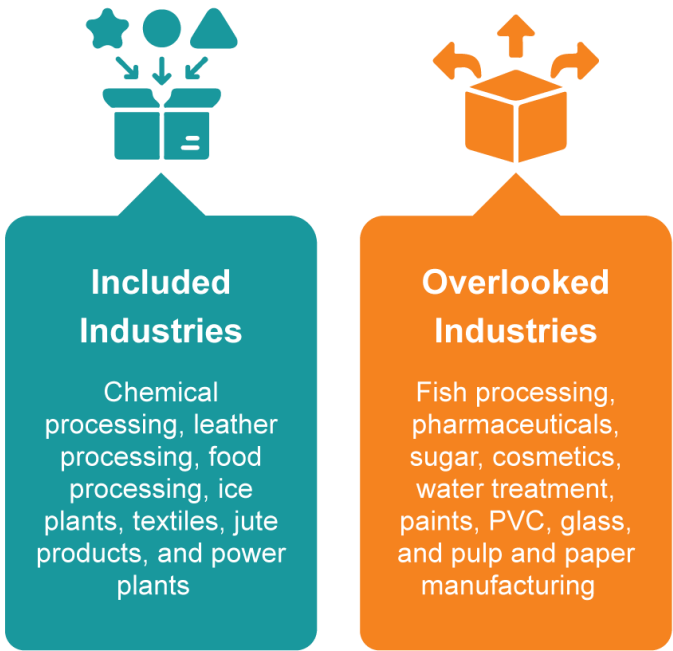 Included
Industries
Chemical
processing, leather
processing, food
processing, ice
plants, textiles, jute
products, and power
plants
Overlooked
Industries
Fish processing,
pharmaceuticals,
sugar, cosmetics,
water treatment,
paints, PVC, glass,
and pulp and paper
manufacturing